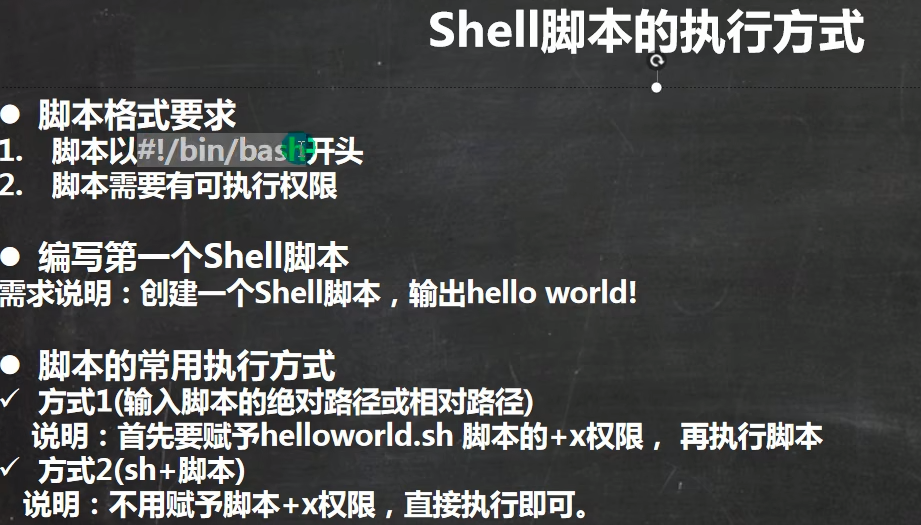 Shell脚本的执行方式
● 脚本格式要求
1. 脚本以#!/bin/bash开头
2. 脚本需要有可执行权限
● 编写第一个Shell脚本
需求说明：创建一个Shell脚本，输出hello world!
● 脚本的常用执行方式
✓ 方式1(输入脚本的绝对路径或相对路径)
说明：首先要赋予helloworld.sh 脚本的+x权限， 再执行脚本
✓ 方式2(sh+脚本)
说明：不用赋予脚本+x权限，直接执行即可。